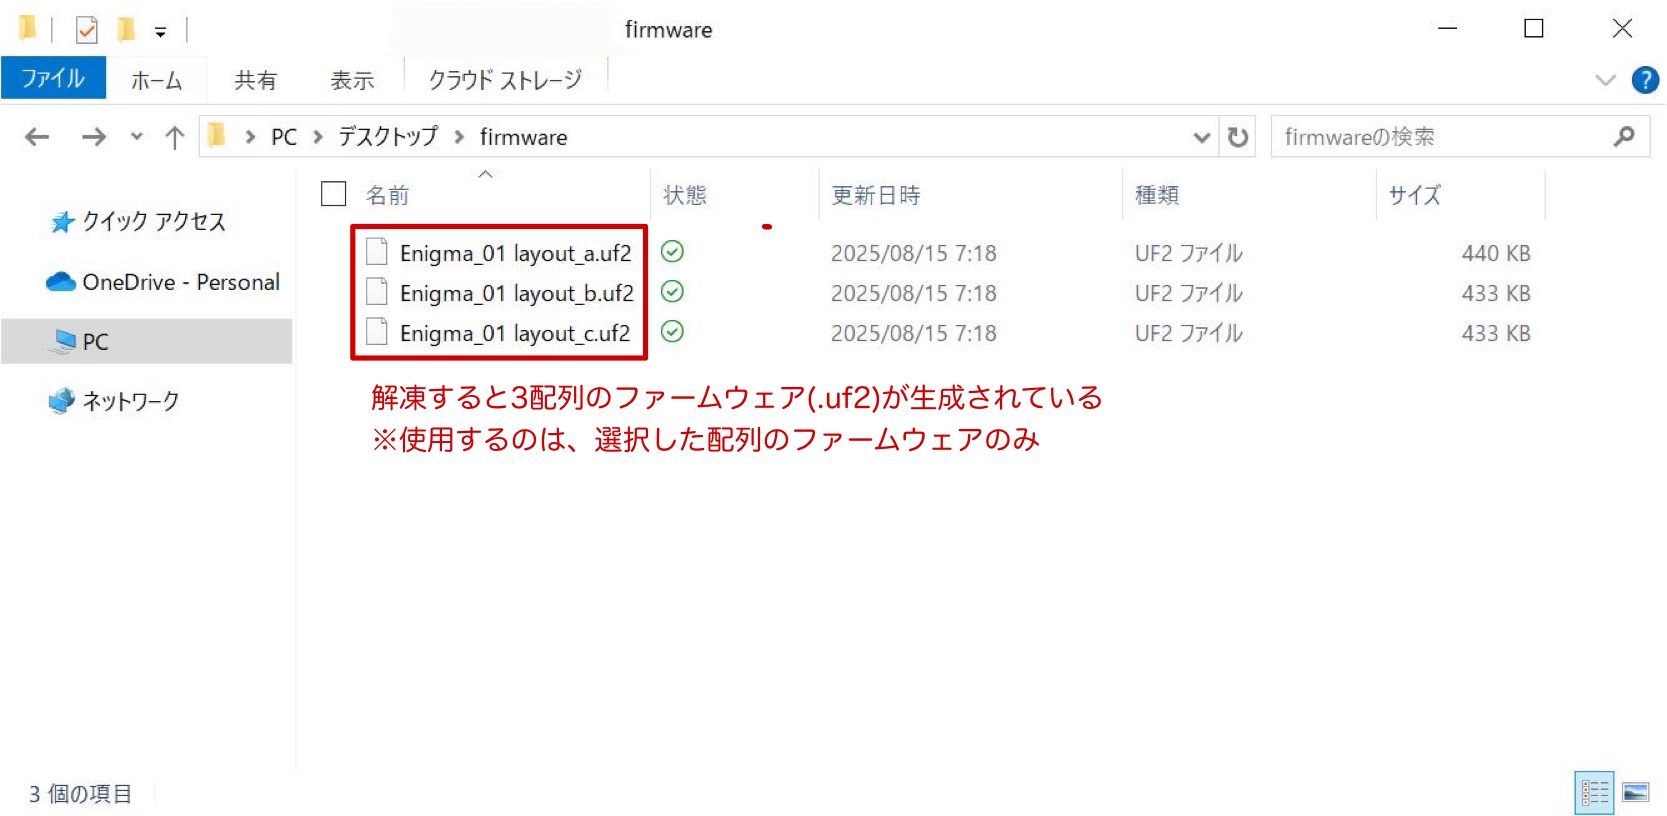 firmware
ファイル ホーム 共有 表示 クラウド ストレージ
PC デスクトップ firmware firmwareの検索
名前 状態 更新日時 種類 サイズ
クイック アクセス
OneDrive - Personal
PC
ネットワーク
Enigma_01 layout_a.uf2 2025/08/15 7:18 UF2 ファイル 440 KB
Enigma_01 layout_b.uf2 2025/08/15 7:18 UF2 ファイル 433 KB
Enigma_01 layout_c.uf2 2025/08/15 7:18 UF2 ファイル 433 KB
解凍すると3配列のファームウェア(.uf2)が生成されている
※使用するのは、選択した配列のファームウェアのみ
3 個の項目